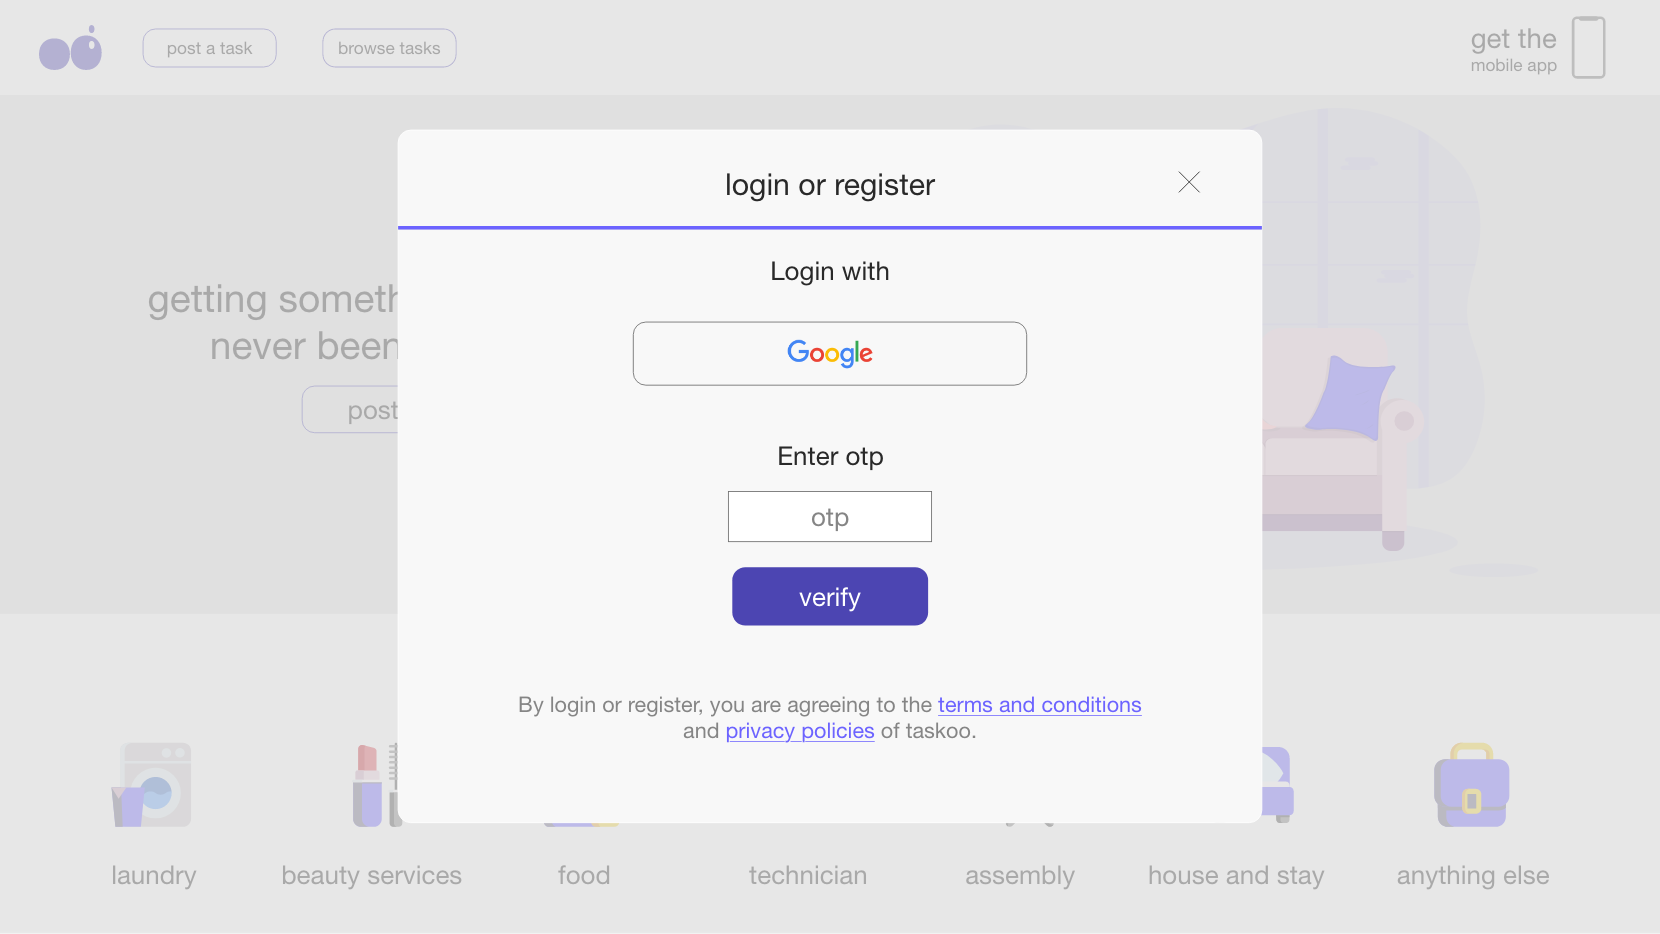 post a task
browse tasks
get the
mobile app
login or register
Login with
getting someth
never been
Google
post
Enter otp
otp
verify
By login or register, you are agreeing to the terms and conditions
and privacy policies of taskoo.
laundry
beauty services
food
technician
assembly
house and stay
anything else